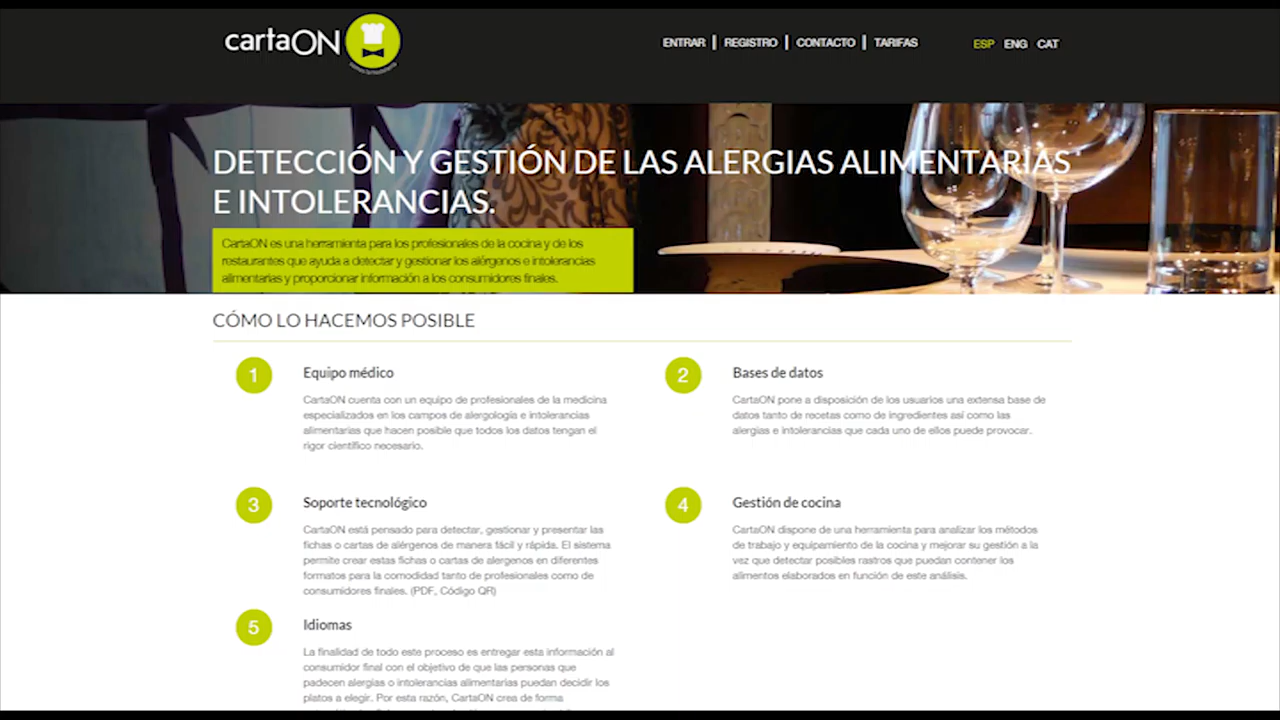 cartaON
ENTRAR | REGISTRO | CONTACTO | TARIFAS
ESP ENG CAT
DETECCIÓN Y GESTIÓN DE LAS ALERGIAS ALIMENTARIAS
E INTOLERANCIAS.
CartaON es una herramienta para los profesionales de la cocina y de los
restaurantes que ayuda a detectar y gestionar los alérgenos e intolerancias
alimentarias y proporcionar información a los consumidores finales.
CÓMO LO HACEMOS POSIBLE
1
Equipo médico
CartaON cuenta con un equipo de profesionales de la medicina
especializados en los campos de alergología e intolerancias
alimentarias que hacen posible que todos los datos tengan el
rigor científico necesario.
2
Bases de datos
CartaON pone a disposición de los usuarios una extensa base de
datos tanto de recetas como de ingredientes así como las
alergias e intolerancias que cada uno de ellos puede provocar.
3
Soporte tecnológico
CartaON está pensado para detectar, gestionar y presentar las
fichas o cartas de alérgenos de manera fácil y rápida. El sistema
permite crear estas fichas o cartas de alergenos en diferentes
formatos para la comodidad tanto de profesionales como de
consumidores finales. (PDF, Código QR)
4
Gestión de cocina
CartaON dispone de una herramienta para analizar los métodos
de trabajo y equipamiento de la cocina y mejorar su gestión a la
vez que detectar posibles rastros que puedan contener los
alimentos elaborados en función de este análisis.
5
Idiomas
La finalidad de todo este proceso es entregar esta información al
consumidor final con el objetivo de que las personas que
padecen alergias o intolerancias alimentarias puedan decidir los
platos a elegir. Por esta razón, CartaON crea de forma